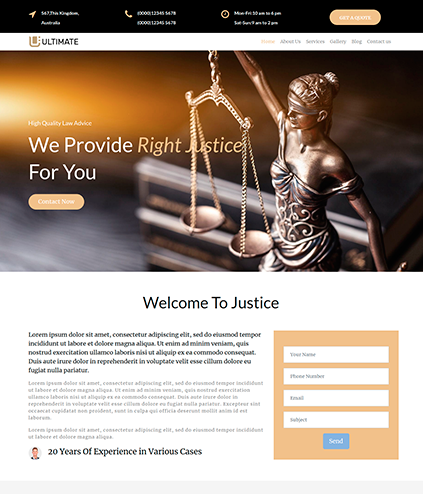 567,This Kingdom,
Australia
(0000)12345 5678
(0000)12345 5678
Mon-Fri 10 am to 6 pm
Sat-Sun 9 am to 2 pm
GET A QUOTE
ULTIMATE
Home About Us Services Gallery Blog Contact us
High Quality Law Advice
We Provide Right Justice
For You
Contact Now
Welcome To Justice
Lorem ipsum dolor sit amet, consectetur adipiscing elit, sed do eiusmod tempor
incididunt ut labore et dolore magna aliqua. Ut enim ad minim veniam, quis
nostrud exercitation ullamco laboris nisi ut aliquip ex ea commodo consequat.
Duis aute irure dolor in reprehenderit in voluptate velit esse cillum dolore eu
fugiat nulla pariatur.
Lorem ipsum dolor sit amet, consectetur adipiscing elit, sed do eiusmod tempor
incididunt ut labore et dolore magna aliqua. Ut enim ad minim veniam, quis nostrud
exercitation ullamco laboris nisi ut aliquip ex ea commodo consequat. Duis aute irure dolor in
reprehenderit in voluptate velit esse cillum dolore eu fugiat nulla pariatur. Excepteur sint
occaecat cupidatat non proident, sunt in culpa qui officia deserunt mollit anim id est
laborum.
Lorem ipsum dolor sit amet, consectetur adipiscing elit, sed do eiusmod tempor incididunt ut
labore et dolore magna aliqua.
20 Years Of Experience in Various Cases
Your Name
Phone Number
Email
Subject
Send